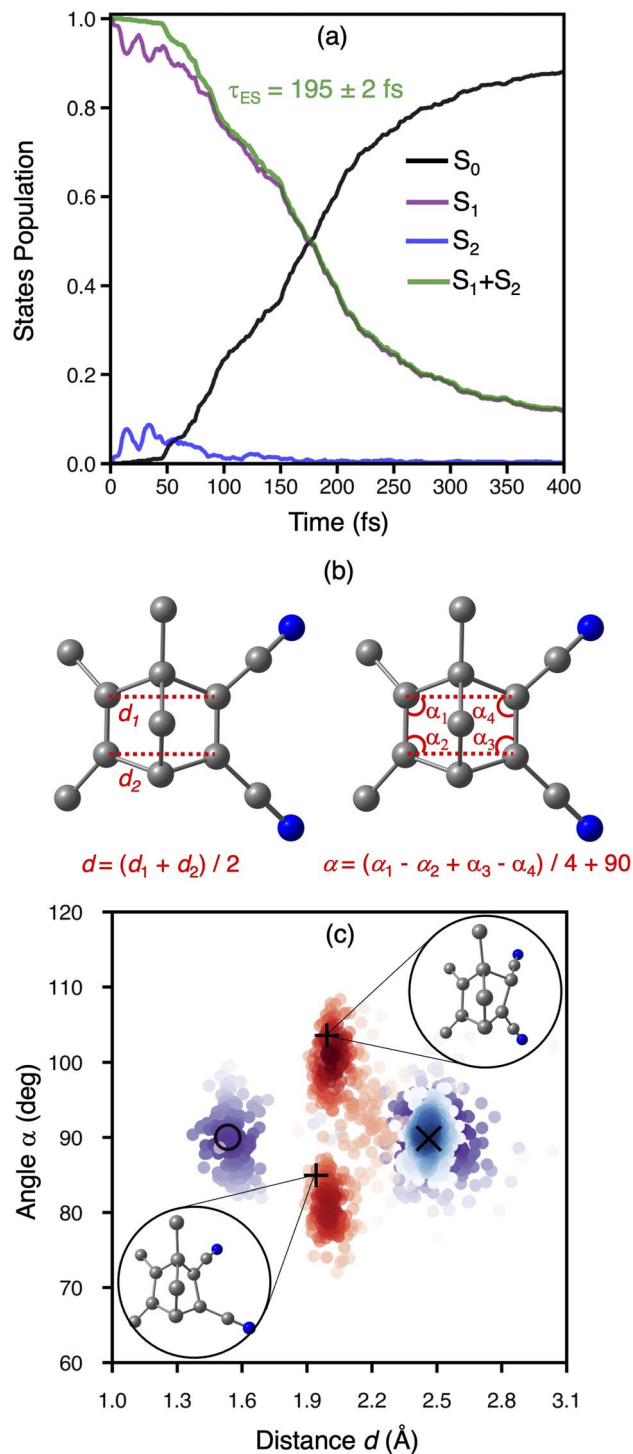 (a)
1.0
0.8
0.6
0.4
0.2
0.0
States Population
τES = 195 ± 2 fs
S0
S1
S2
S1+S2
0 50 100 150 200 250 300 350 400
Time (fs)
(b)
d1
d2
α1 α4
α2 α3
d = (d1 + d2) / 2
α = (α1 - α2 + α3 - α4) / 4 + 90
(c)
120
110
100
90
80
70
60
Angle α (deg)
1.0 1.3 1.6 1.9 2.2 2.5 2.8 3.1
Distance d (Å)